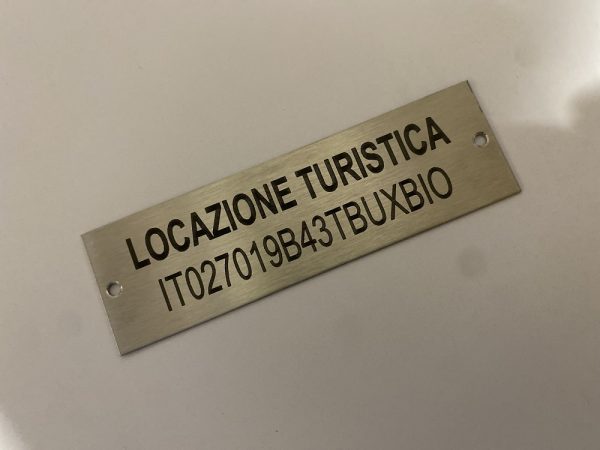 LOCAZIONE TURISTICA
IT027019B43TBUXBIO